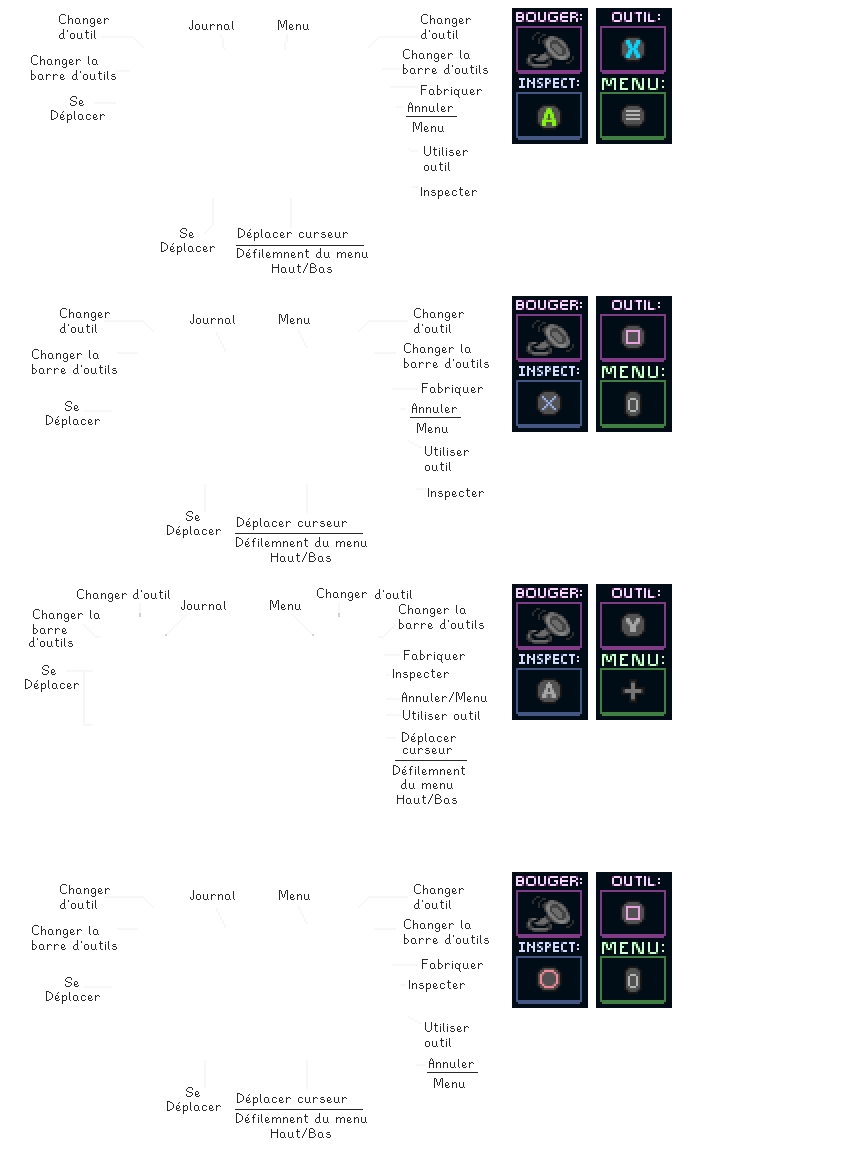 Changer
d'outil
Journal
Menu
Changer
d'outil
Changer la
barre d'outils
Changer la
barre d'outils
Se
Déplacer
Fabriquer
Annuler
Menu
Utiliser
outil
Inspecter
Se
Déplacer
Déplacer curseur
Défilemnent du menu
Haut/Bas
BOUGER:
OUTIL:
X
INSPECT:
MENU:
A
Changer
d'outil
Journal
Menu
Changer
d'outil
Changer la
barre d'outils
Changer la
barre d'outils
Se
Déplacer
Fabriquer
Annuler
Menu
Utiliser
outil
Inspecter
Se
Déplacer
Déplacer curseur
Défilemnent du menu
Haut/Bas
BOUGER:
OUTIL:
INSPECT:
MENU:
Changer d'outil
Journal
Menu
Changer d'outil
Changer la
barre
d'outils
Changer la
barre d'outils
Se
Déplacer
Fabriquer
Inspecter
Annuler/Menu
Utiliser outil
Déplacer
curseur
Défilemnent
du menu
Haut/Bas
BOUGER:
OUTIL:
Y
INSPECT:
MENU:
A
Changer
d'outil
Journal
Menu
Changer
d'outil
Changer la
barre d'outils
Changer la
barre d'outils
Se
Déplacer
Fabriquer
Inspecter
Utiliser
outil
Annuler
Menu
Se
Déplacer
Déplacer curseur
Défilemnent du menu
Haut/Bas
BOUGER:
OUTIL:
INSPECT:
MENU: